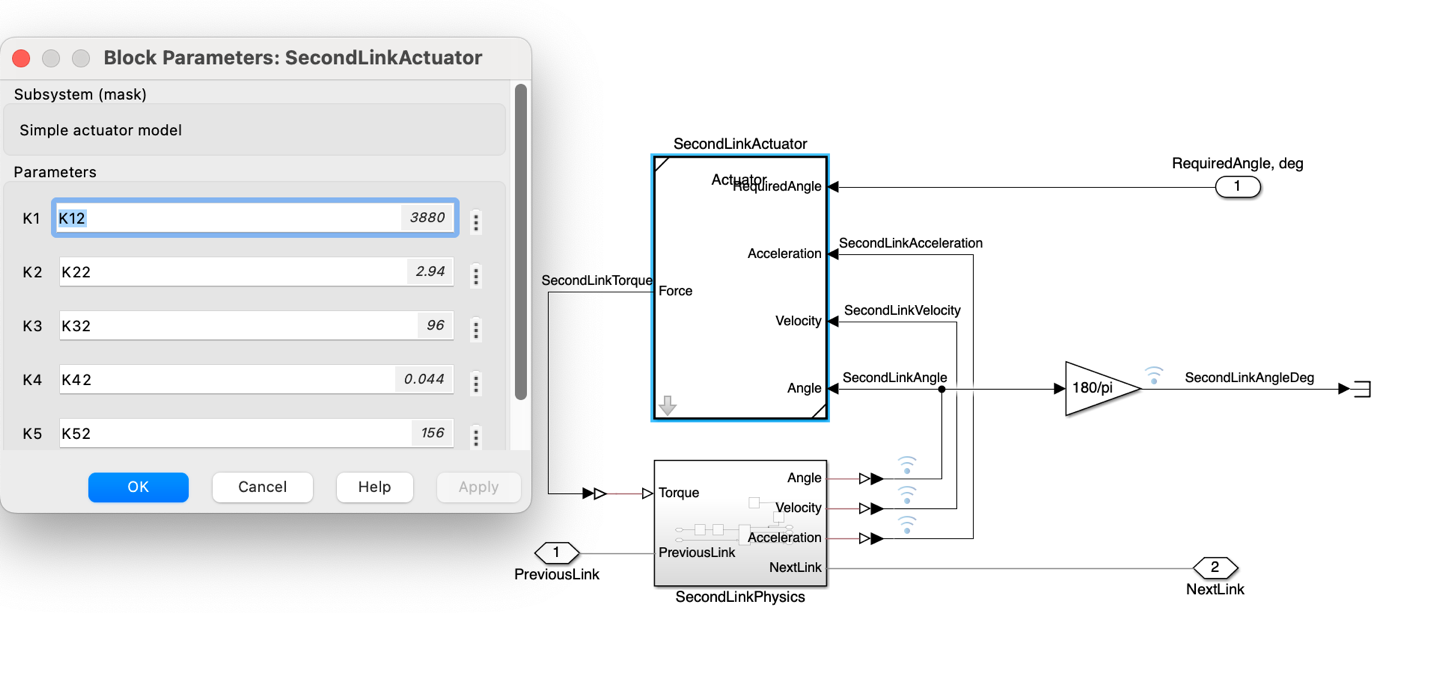 Block Parameters: SecondLinkActuator
Subsystem (mask)
Simple actuator model
Parameters
K1 K12 3880
K2 K22 2.94
K3 K32 96
K4 K42 0.044
K5 K52 156
OK Cancel Help Apply
SecondLinkActuator
Actuator
RequiredAngle
Acceleration
Velocity
Angle
Force
SecondLinkTorque
RequiredAngle, deg
1
SecondLinkAcceleration
SecondLinkVelocity
SecondLinkAngle
180/pi
SecondLinkAngleDeg
Torque
PreviousLink
Angle
Velocity
Acceleration
NextLink
SecondLinkPhysics
1
PreviousLink
2
NextLink